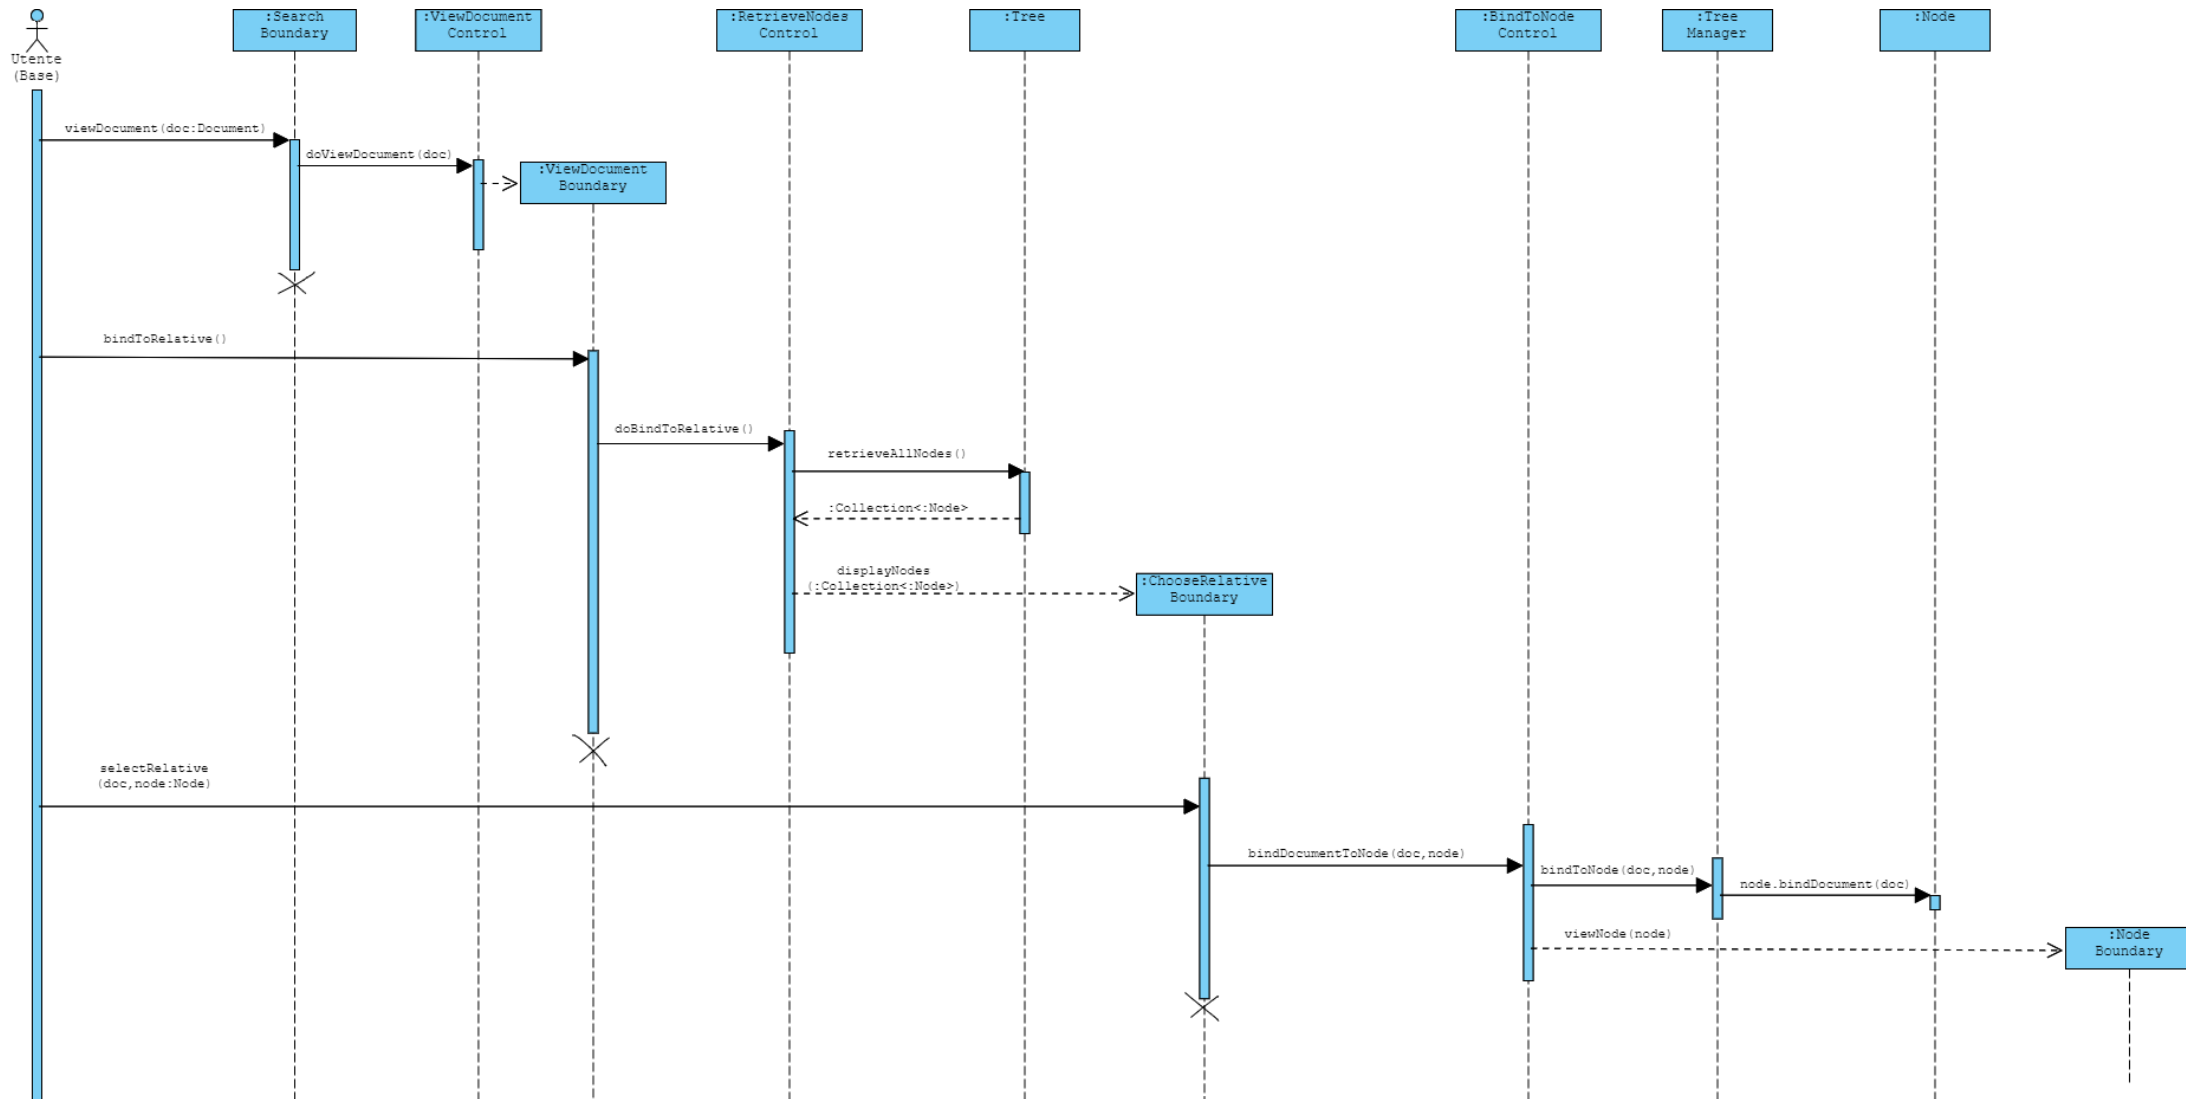 :Search
Boundary
:ViewDocument
Control
:RetrieveNodes
Control
:Tree
:BindToNode
Control
:Tree
Manager
:Node
Utente
(Base)
viewDocument(doc:Document)
doViewDocument(doc)
:ViewDocument
Boundary
bindToRelative()
doBindToRelative()
retrieveAllNodes()
:Collection<:Node>
displayNodes
(:Collection<:Node>)
:ChooseRelative
Boundary
selectRelative
(doc,node:Node)
bindDocumentToNode(doc,node)
bindToNode(doc,node)
node.bindDocument(doc)
viewNode(node)
:Node
Boundary